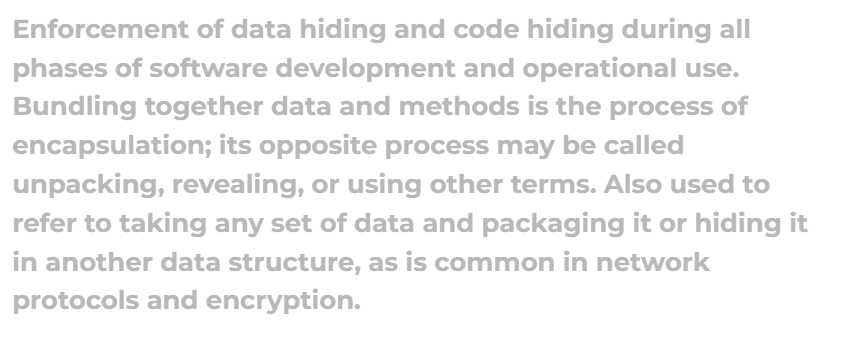 Enforcement of data hiding and code hiding during all
phases of software development and operational use.
Bundling together data and methods is the process of
encapsulation; its opposite process may be called
unpacking, revealing, or using other terms. Also used to
refer to taking any set of data and packaging it or hiding it
in another data structure, as is common in network
protocols and encryption.